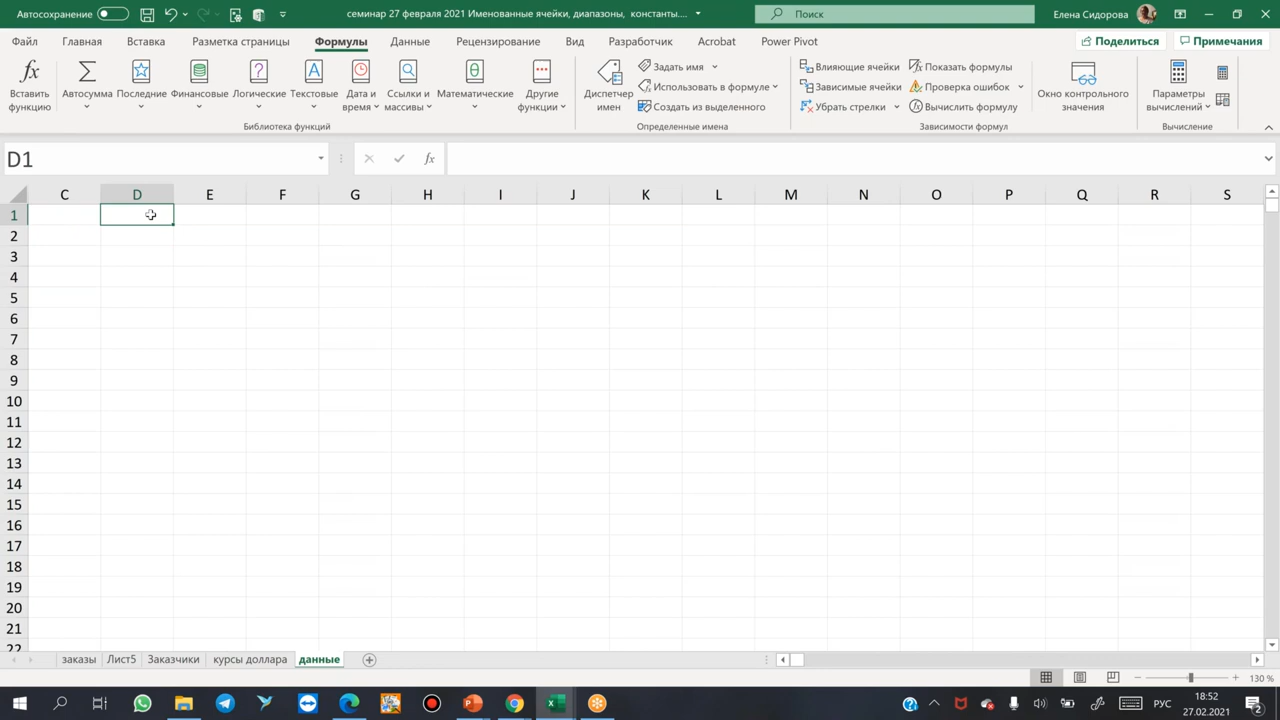 Автосохранение
семинар 27 февраля 2021 Именованные ячейки, диапазоны, константы....
Поиск
Елена Сидорова
Файл Главная Вставка Разметка страницы Формулы Данные Рецензирование Вид Разработчик Acrobat Power Pivot Поделиться Примечания
Вставить функцию
Автосумма
Последние
Финансовые
Логические
Текстовые
Дата и время
Ссылки и массивы
Математические
Другие функции
Библиотека функций
Диспетчер имен
Задать имя
Использовать в формуле
Создать из выделенного
Определенные имена
Влияющие ячейки
Зависимые ячейки
Убрать стрелки
Показать формулы
Проверка ошибок
Вычислить формулу
Зависимости формул
Окно контрольного значения
Параметры вычислений
Вычисление
D1
fx
C D E F G H I J K L M N O P Q R S
1
2
3
4
5
6
7
8
9
10
11
12
13
14
15
16
17
18
19
20
21
22
заказы Лист5 Заказчики курсы доллара данные
130 %
РУС
18:52
27.02.2021
2